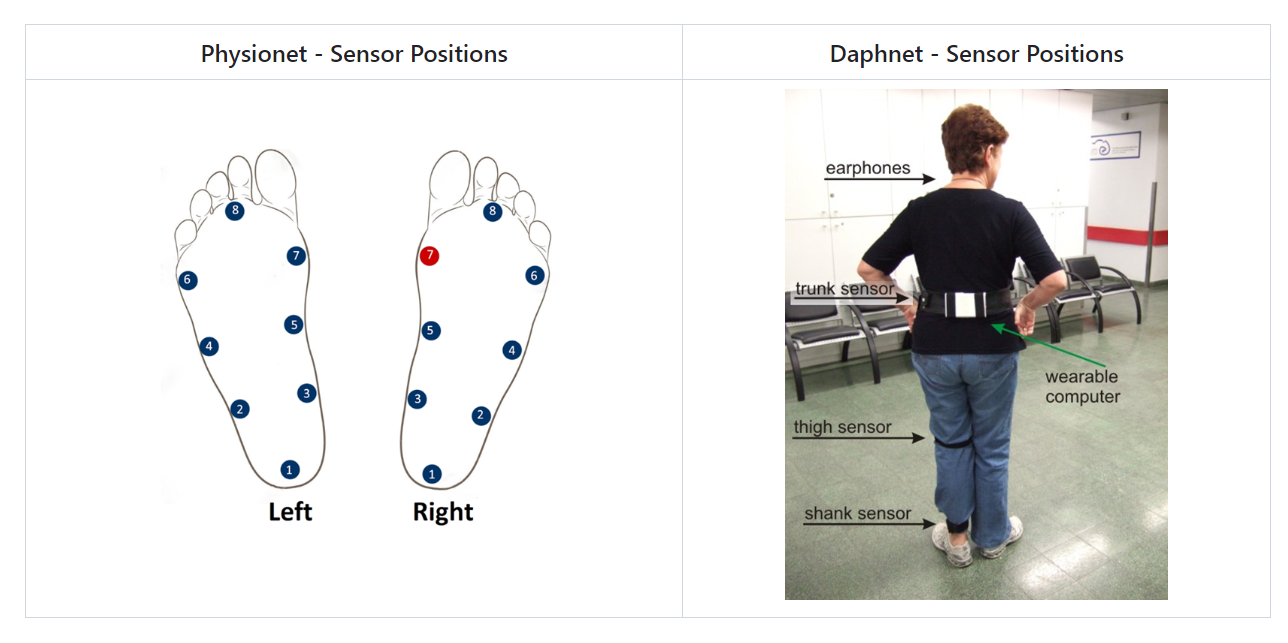 Physionet - Sensor Positions
Daphnet - Sensor Positions
8
8
7
7
6
6
5
5
4
4
3
3
2
2
1
1
Left
Right
earphones
trunk sensor
wearable
computer
thigh sensor
shank sensor